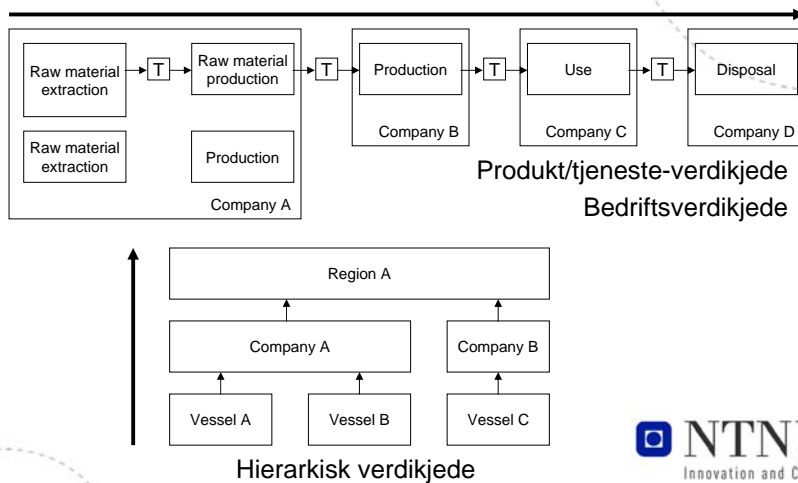 Raw material
extraction
T
Raw material
production
T
Production
T
Use
T
Disposal
Raw material
extraction
Production
Company A
Company B
Company C
Company D
Produkt/tjeneste-verdikjede
Bedriftsverdikjede
Region A
Company A
Company B
Vessel A
Vessel B
Vessel C
Hierarkisk verdikjede
NTN
Innovation and C